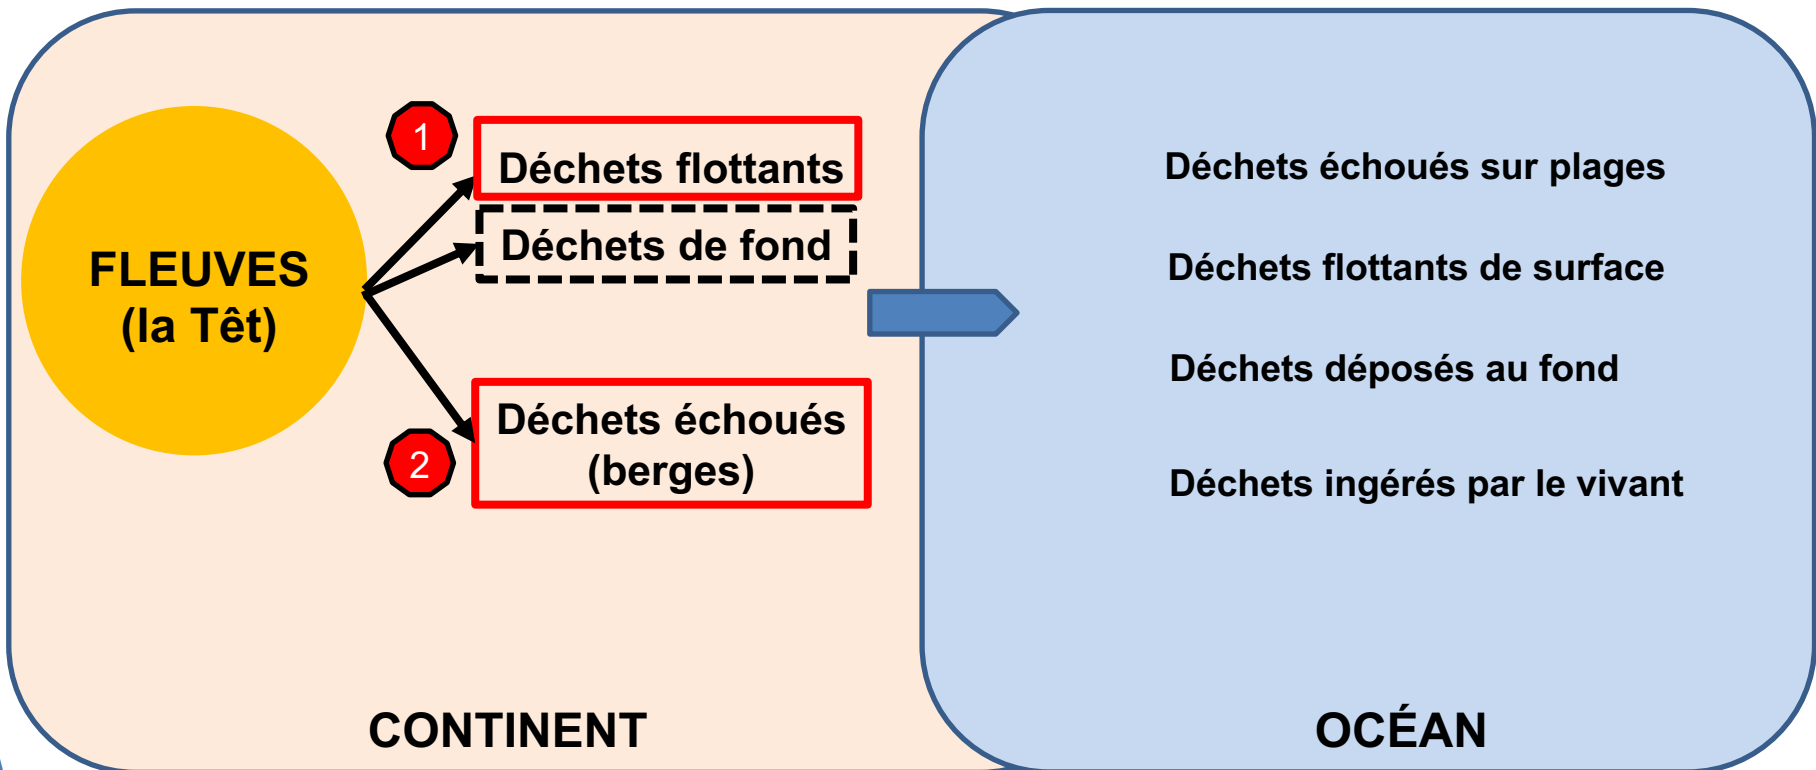 1
Déchets flottants
Déchets de fond
FLEUVES
(la Têt)
2
Déchets échoués
(berges)
CONTINENT
Déchets échoués sur plages
Déchets flottants de surface
Déchets déposés au fond
Déchets ingérés par le vivant
OCÉAN